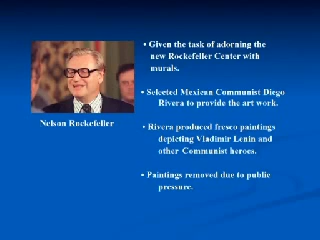 • Given the task of adorning the
new Rockefeller Center with
murals.
• Selected Mexican Communist Diego
Rivera to provide the art work.
Nelson Rockefeller
• Rivera produced fresco paintings
depicting Vladimir Lenin and
other Communist heroes.
• Paintings removed due to public
pressure.